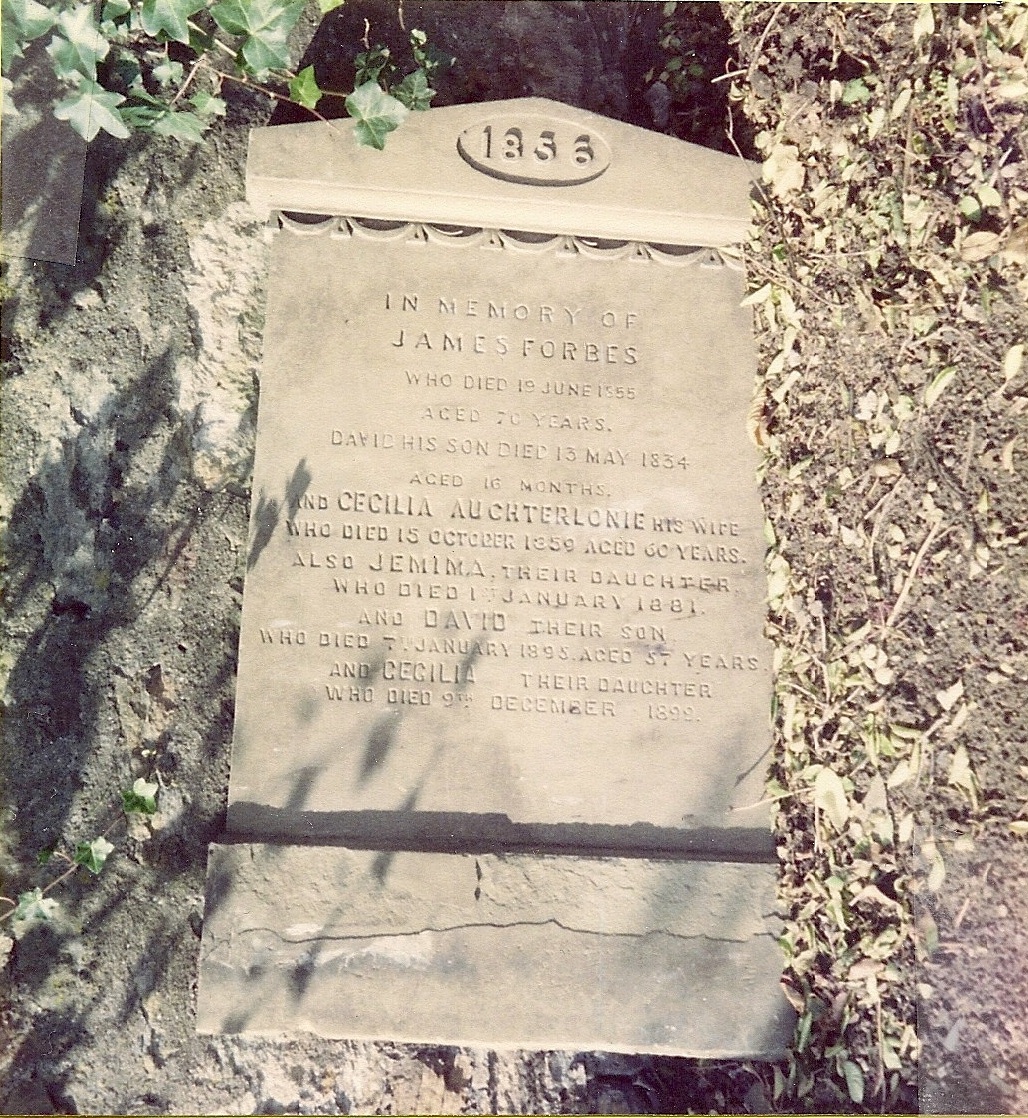 1856
IN MEMORY OF
JAMES FORBES
WHO DIED 19 JUNE 1855
AGED 70 YEARS.
DAVID HIS SON DIED 13 MAY 1834
AGED 16 MONTHS.
AND CECILIA AUCHTERLONIE HIS WIFE
WHO DIED 15 OCTOBER 1859 AGED 60 YEARS.
ALSO JEMIMA, THEIR DAUGHTER,
WHO DIED JANUARY 1881.
AND DAVID THEIR SON
WHO DIED 7TH JANUARY 1895. AGED 57 YEARS.
AND CECILIA THEIR DAUGHTER
WHO DIED 9TH DECEMBER 1899.